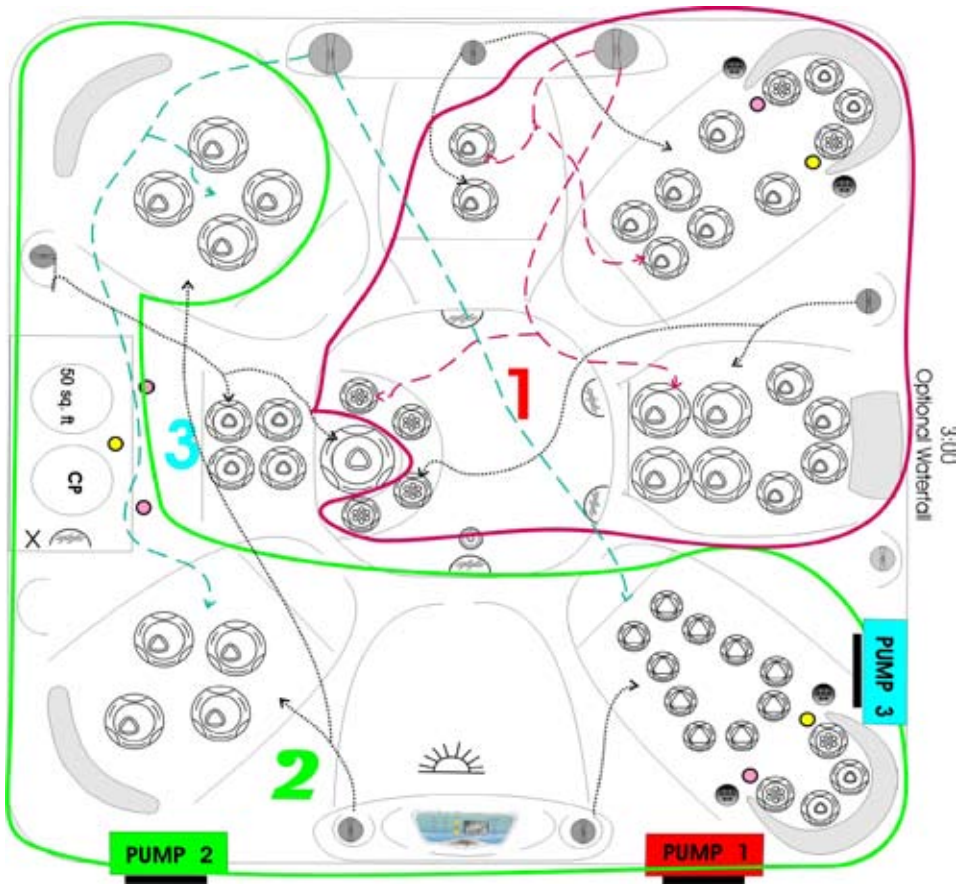 1
3:00
Optional Waterfall
50 sq. ft
3
CP
X
PUMP 3
2
PUMP 2
PUMP 1